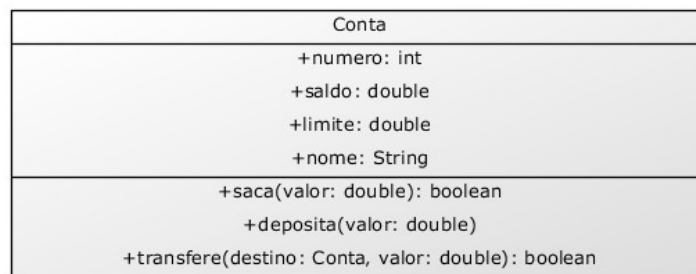 Conta
+numero: int
+saldo: double
+limite: double
+nome: String
+saca(valor: double): boolean
+deposita(valor: double)
+transfere(destino: Conta, valor: double): boolean